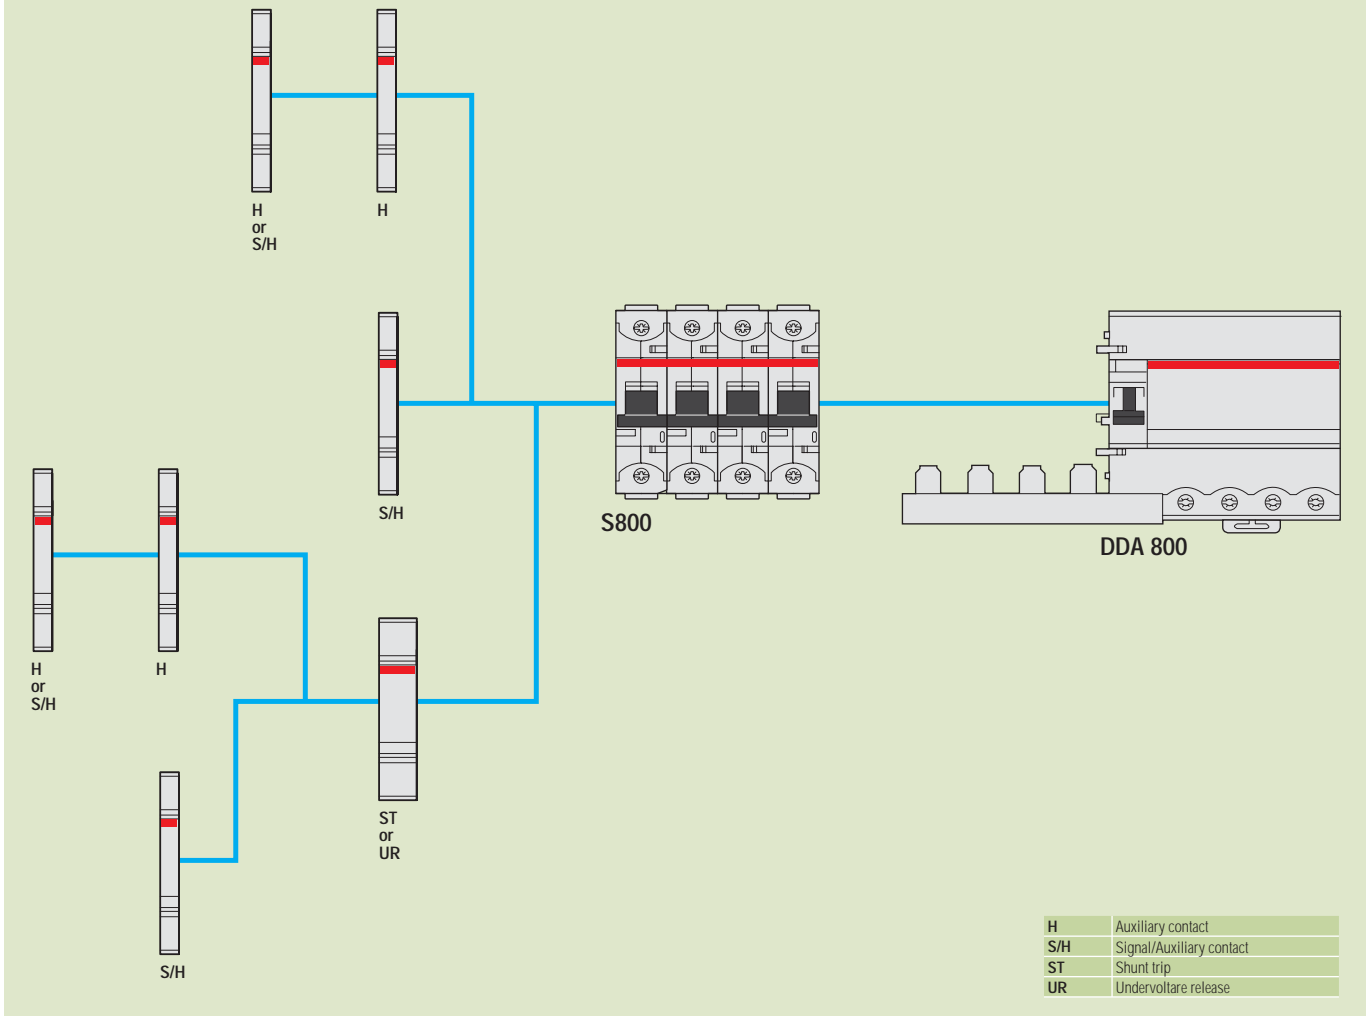 H
or
S/H
H
S/H
S800
DDA 800
H
or
S/H
H
ST
or
UR
S/H
H Auxiliary contact
S/H Signal/Auxiliary contact
ST Shunt trip
UR Undervoltare release